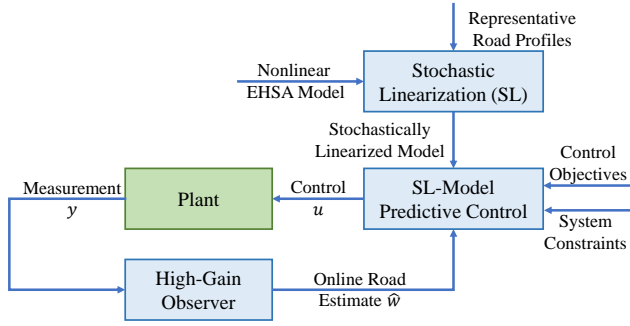 Representative
Road Profiles
Nonlinear
EHSA Model
Stochastic
Linearization (SL)
Stochastically
Linearized Model
Control
Objectives
Measurement
y
Plant
Control
u
SL-Model
Predictive Control
System
Constraints
High-Gain
Observer
Online Road
Estimate ŵ